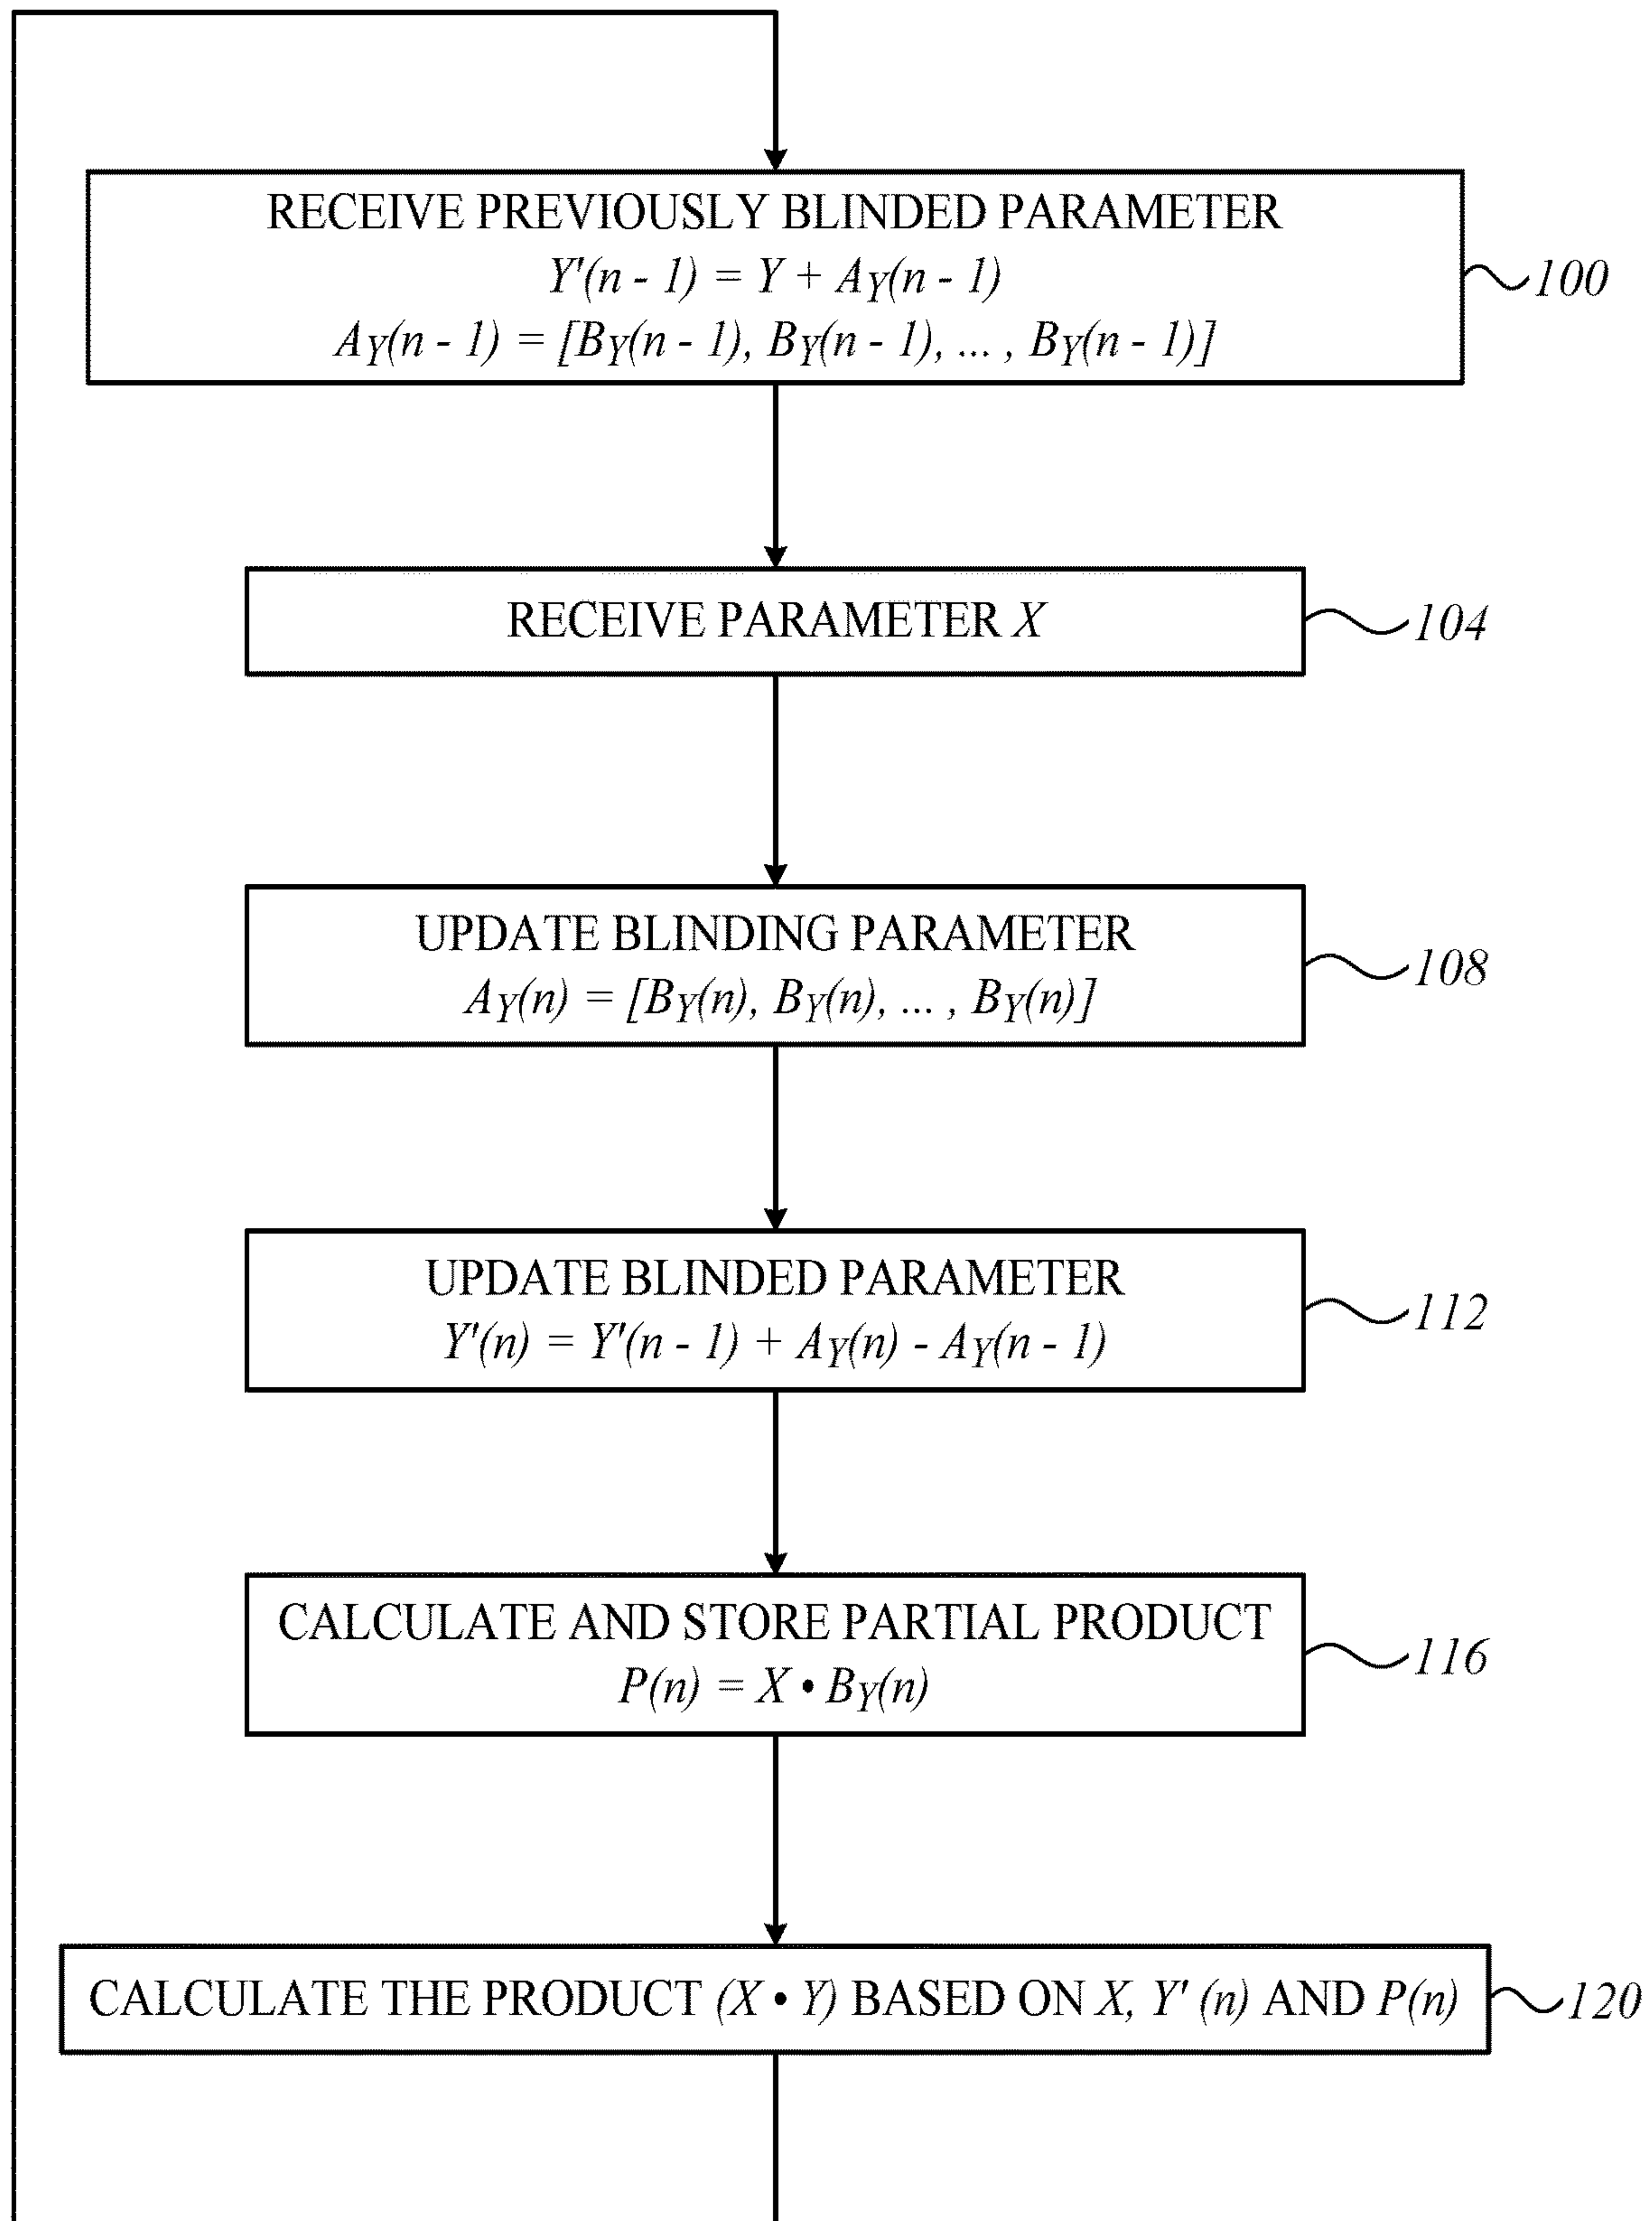 RECEIVE PREVIOUSLY BLINDED PARAMETER
Y'(n - 1) = Y + AY(n - 1)
100
AY(n - 1) = [BY(n - 1), BY(n - 1), ... , BY(n - 1)]
RECEIVE PARAMETER X
104
UPDATE BLINDING PARAMETER
AY(n) = [BY(n), BY(n), ... , BY(n)]
108
UPDATE BLINDED PARAMETER
Y'(n) = Y'(n - 1) + AY(n) - AY(n - 1)
112
CALCULATE AND STORE PARTIAL PRODUCT
P(n) = X • BY(n)
116
CALCULATE THE PRODUCT (X • Y) BASED ON X, Y' (n) AND P(n)
120